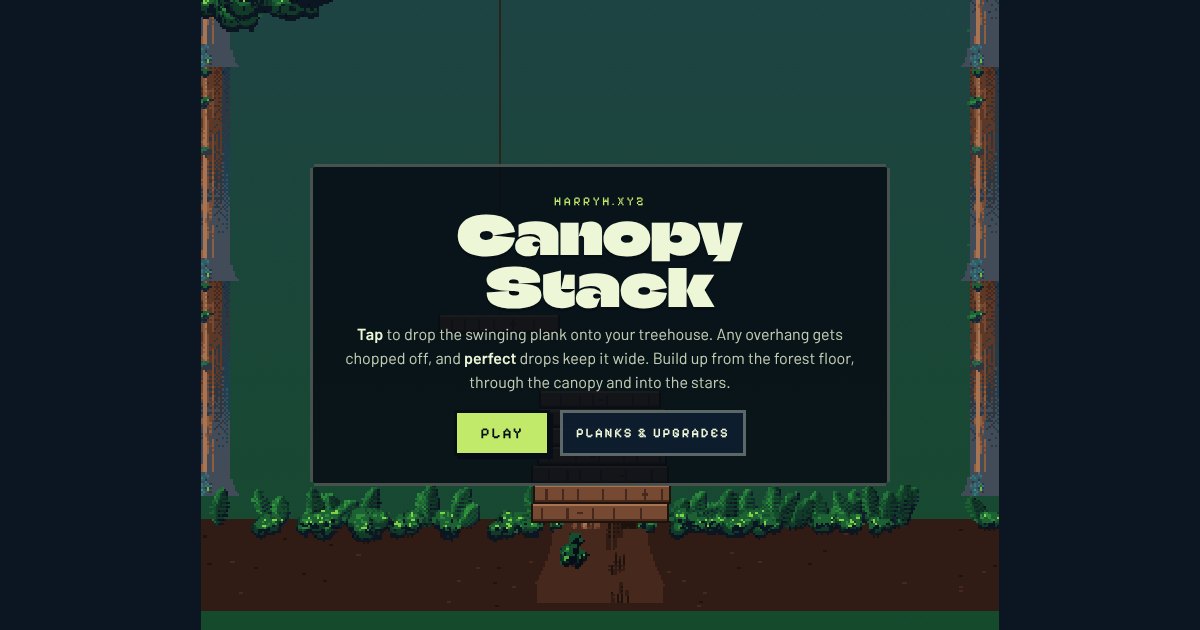 HARRYH.XYZ
Canopy
Stack
Tap to drop the swinging plank onto your treehouse. Any overhang gets
chopped off, and perfect drops keep it wide. Build up from the forest floor,
through the canopy and into the stars.
PLAY
PLANKS & UPGRADES